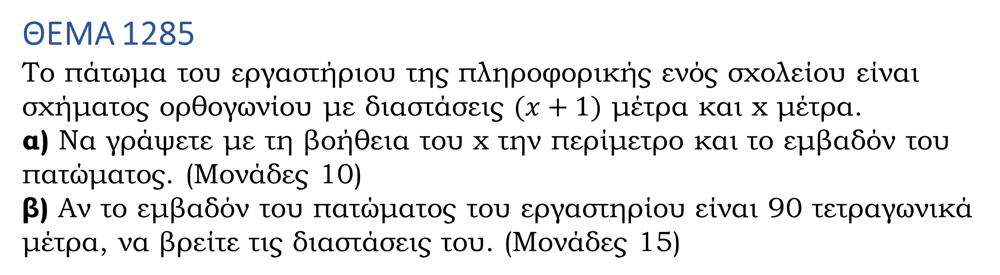 ΘΕΜΑ 1285
Το πάτωμα του εργαστήριου της πληροφορικής ενός σχολείου είναι
σχήματος ορθογωνίου με διαστάσεις (x + 1) μέτρα και x μέτρα.
α) Να γράψετε με τη βοήθεια του x την περίμετρο και το εμβαδόν του
πατώματος. (Μονάδες 10)
β) Αν το εμβαδόν του πατώματος του εργαστηρίου είναι 90 τετραγωνικά
μέτρα, να βρείτε τις διαστάσεις του. (Μονάδες 15)